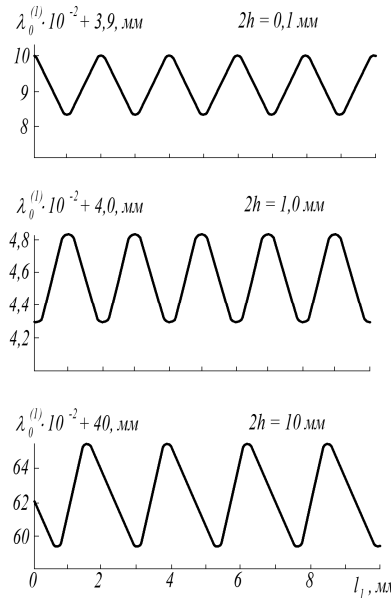 λ₀⁽¹⁾·10⁻² + 3,9, мм 2h = 0,1 мм
10
9
8
λ₀⁽¹⁾·10⁻² + 4,0, мм 2h = 1,0 мм
4,8
4,6
4,4
4,2
λ₀⁽¹⁾·10⁻² + 40, мм 2h = 10 мм
64
62
60
0 2 4 6 8 l₁, мм